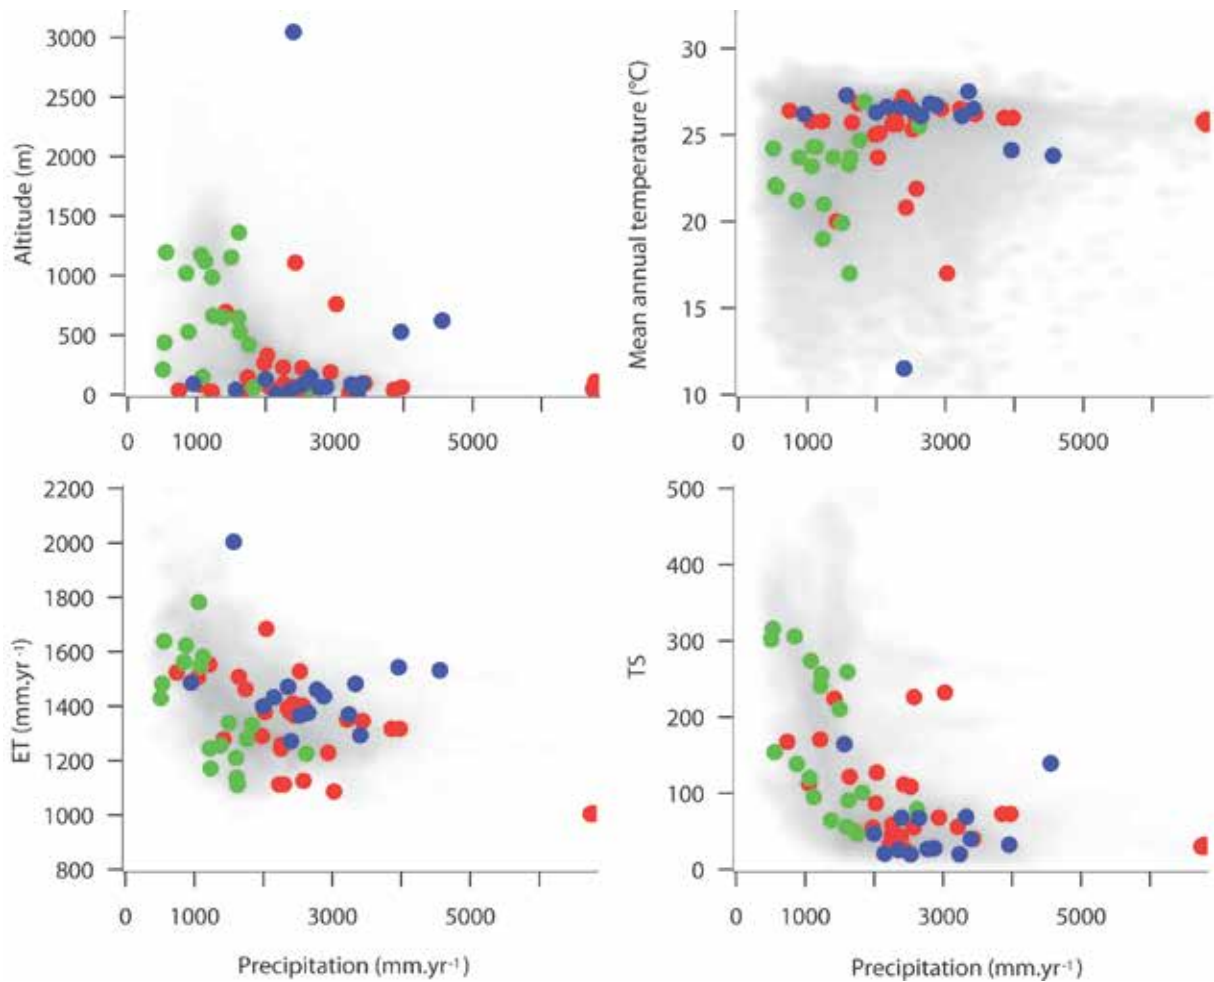 3000
2500
2000
1500
1000
500
0
Altitude (m)
0 1000 3000 5000
30
25
20
15
10
Mean annual temperature (°C)
0 1000 3000 5000
2200
2000
1800
1600
1400
1200
1000
800
ET (mm.yr⁻¹)
0 1000 3000 5000
Precipitation (mm.yr⁻¹)
500
400
300
200
100
0
TS
0 1000 3000 5000
Precipitation (mm.yr⁻¹)